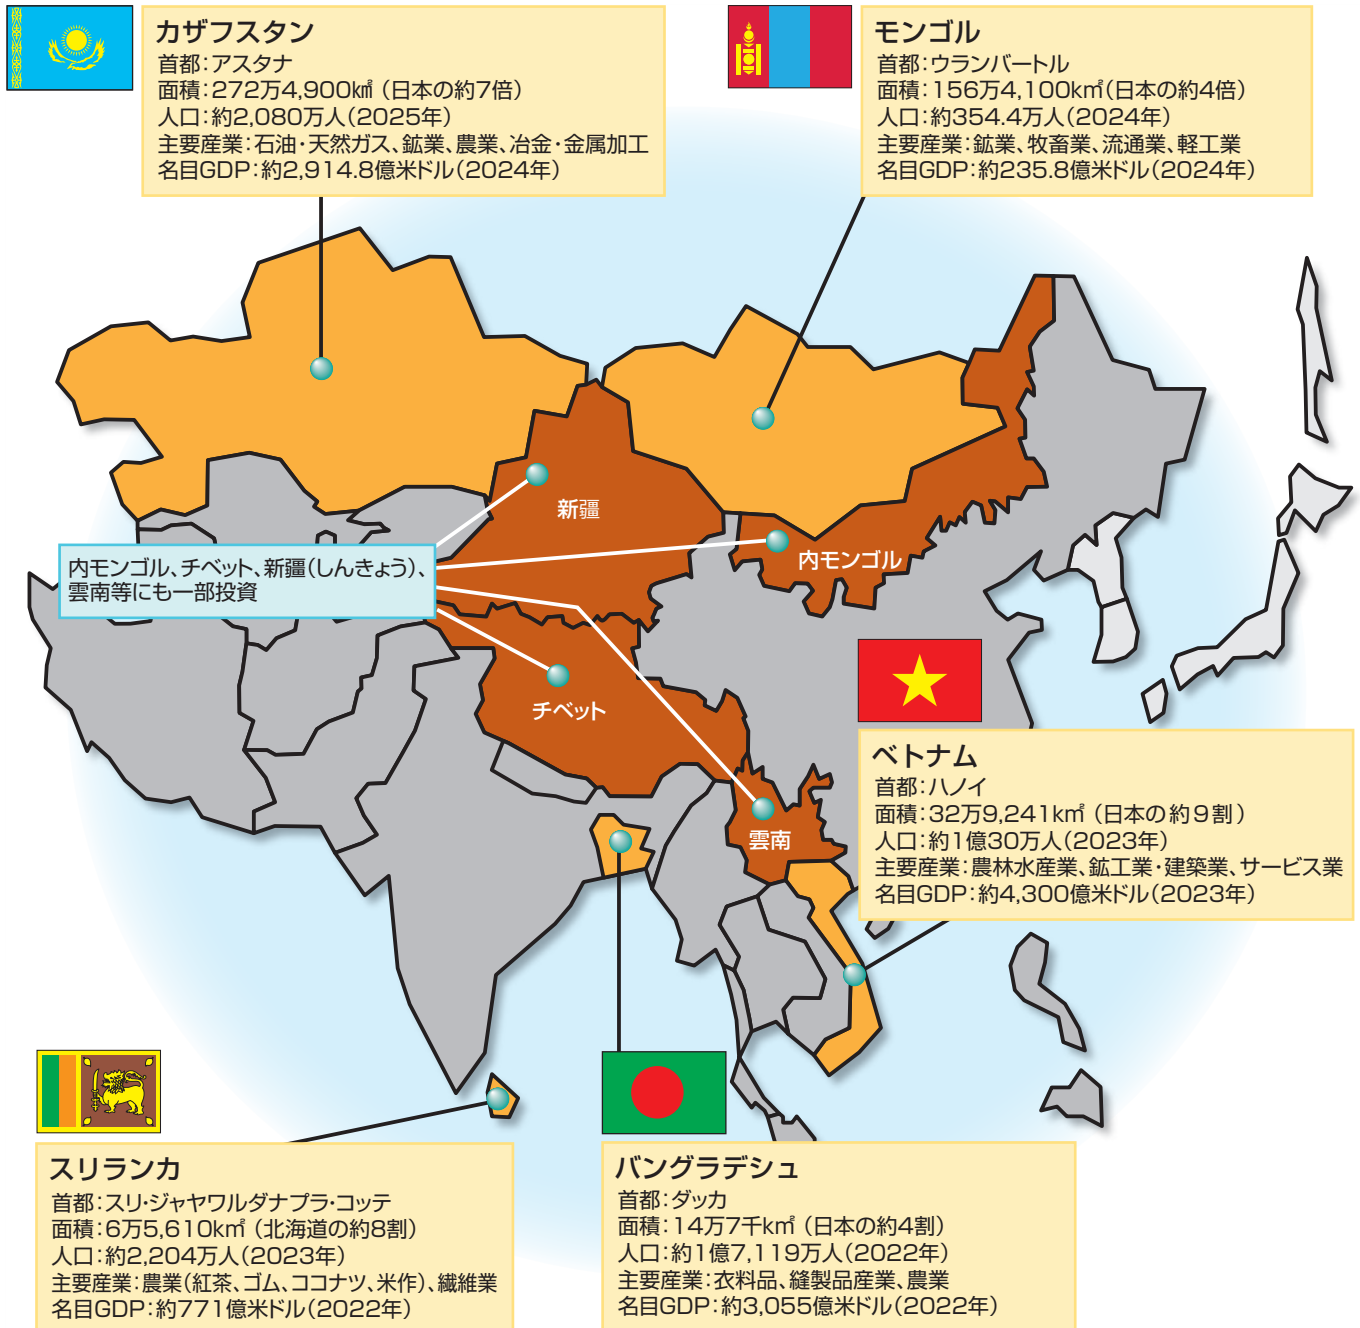 カザフスタン
首都：アスタナ
面積：272万4,900㎢（日本の約7倍）
人口：約2,080万人（2025年）
主要産業：石油・天然ガス、鉱業、農業、冶金・金属加工
名目GDP：約2,914.8億米ドル（2024年）
モンゴル
首都：ウランバートル
面積：156万4,100k㎡（日本の約4倍）
人口：約354.4万人（2024年）
主要産業：鉱業、牧畜業、流通業、軽工業
名目GDP：約235.8億米ドル（2024年）
新疆
内モンゴル
内モンゴル、チベット、新疆（しんきょう）、
雲南等にも一部投資
チベット
雲南
ベトナム
首都：ハノイ
面積：32万9,241k㎡（日本の約9割）
人口：約1億30万人（2023年）
主要産業：農林水産業、鉱工業・建築業、サービス業
名目GDP：約4,300億米ドル（2023年）
スリランカ
首都：スリ・ジャヤワルダナプラ・コッテ
面積：6万5,610k㎡（北海道の約8割）
人口：約2,204万人（2023年）
主要産業：農業（紅茶、ゴム、ココナツ、米作）、繊維業
名目GDP：約771億米ドル（2022年）
バングラデシュ
首都：ダッカ
面積：14万7千k㎡（日本の約4割）
人口：約1億7,119万人（2022年）
主要産業：衣料品、縫製品産業、農業
名目GDP：約3,055億米ドル（2022年）